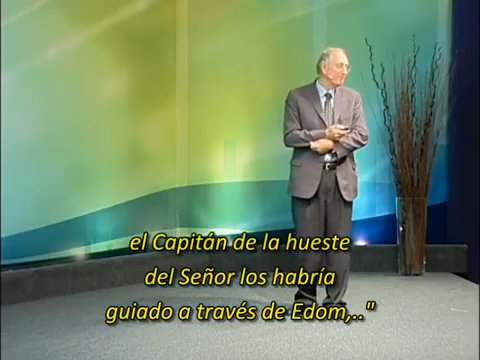 el Capitán de la hueste
del Señor los habría
guiado a través de Edom,.."